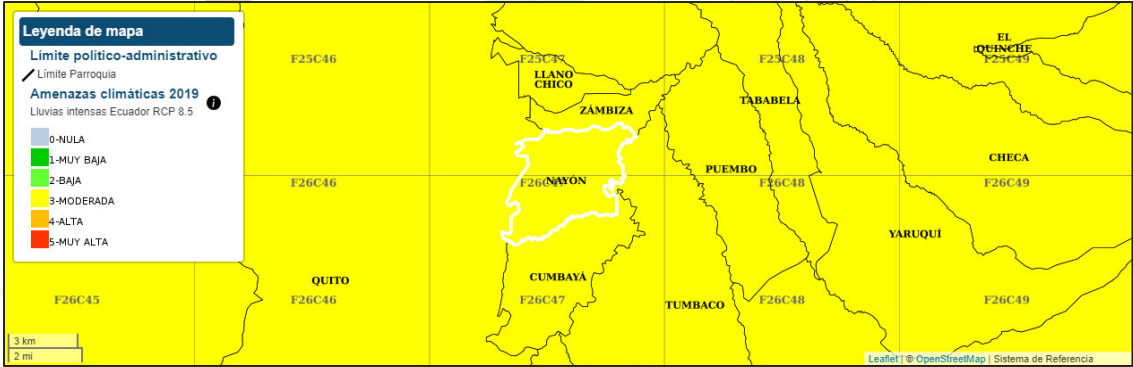 Leyenda de mapa
Límite político-administrativo
Límite Parroquia
Amenazas climáticas 2019
Lluvias intensas Ecuador RCP 8.5
0-NULA
1-MUY BAJA
2-BAJA
3-MODERADA
4-ALTA
5-MUY ALTA
F25C46
F25C47
F25C48
EL
QUINCHE
F25C49
LLANO
CHICO
TABABELA
ZÁMBIZA
CHECA
PUEMBO
F26C46
F26C47
NAYÓN
F26C48
F26C49
YARUQUÍ
QUITO
CUMBAYÁ
F26C45
F26C46
F26C47
TUMBACO
F26C48
F26C49
3 km
2 mi
Leaflet | © OpenStreetMap | Sistema de Referencia